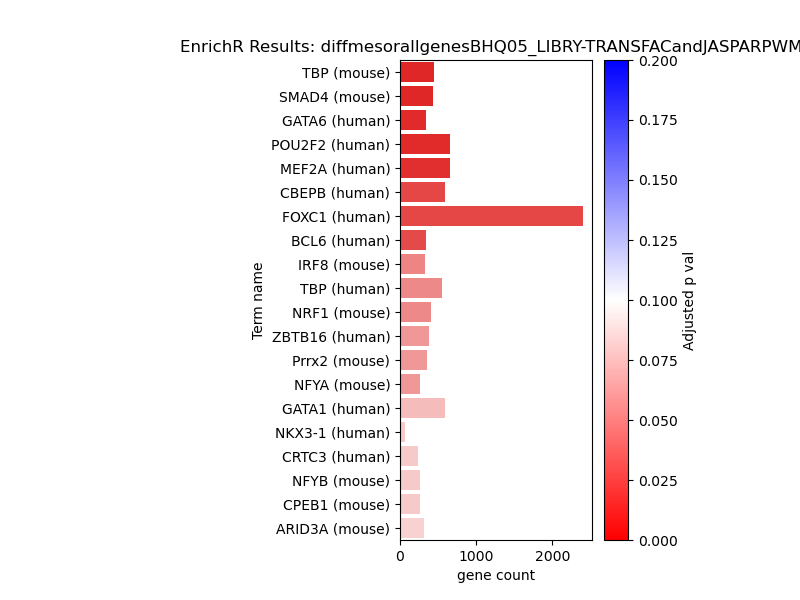 EnrichR Results: diffmesorallgenesBHQ05_LIBRY-TRANSFACandJASPARPWM
Term name
TBP (mouse)
SMAD4 (mouse)
GATA6 (human)
POU2F2 (human)
MEF2A (human)
CBEPB (human)
FOXC1 (human)
BCL6 (human)
IRF8 (mouse)
TBP (human)
NRF1 (mouse)
ZBTB16 (human)
Prrx2 (mouse)
NFYA (mouse)
GATA1 (human)
NKX3-1 (human)
CRTC3 (human)
NFYB (mouse)
CPEB1 (mouse)
ARID3A (mouse)
0 1000 2000
gene count
0.200
0.175
0.150
0.125
0.100
0.075
0.050
0.025
0.000
Adjusted p val